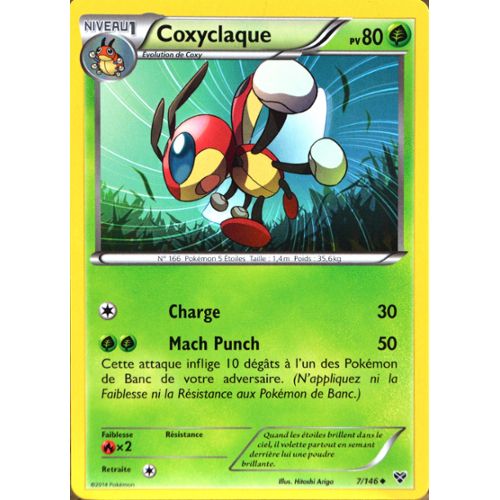 NIVEAU 1
Coxyclaque
PV 80
Évolution de Coxy
N° 166 Pokémon 5 Étoiles Taille : 1,4m Poids : 35,6kg
Charge 30
Mach Punch 50
Cette attaque inflige 10 dégâts à l'un des Pokémon
de Banc de votre adversaire. (N'appliquez ni la
Faiblesse ni la Résistance aux Pokémon de Banc.)
Faiblesse
Résistance
×2
Retraite
Quand les étoiles brillent dans le
ciel, il volette partout en semant
derrière lui une poudre
brillante.
©2014 Pokémon
Illus. Hitoshi Ariga
7/146
XY